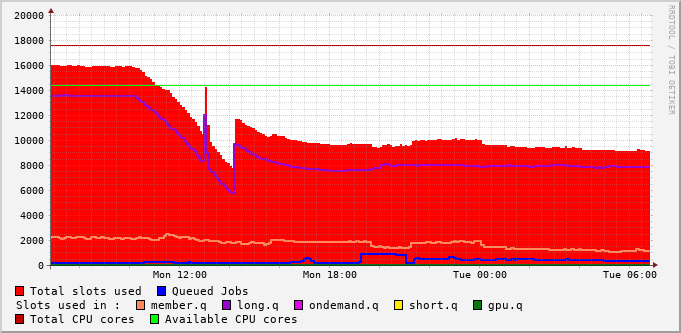 20000
18000
16000
14000
12000
10000
8000
6000
4000
2000
0
Mon 12:00 Mon 18:00 Tue 00:00 Tue 06:00
RRDTOOL / TOBI OETIKER
Total slots used Queued Jobs
Slots used in : member.q long.q ondemand.q short.q gpu.q
Total CPU cores Available CPU cores